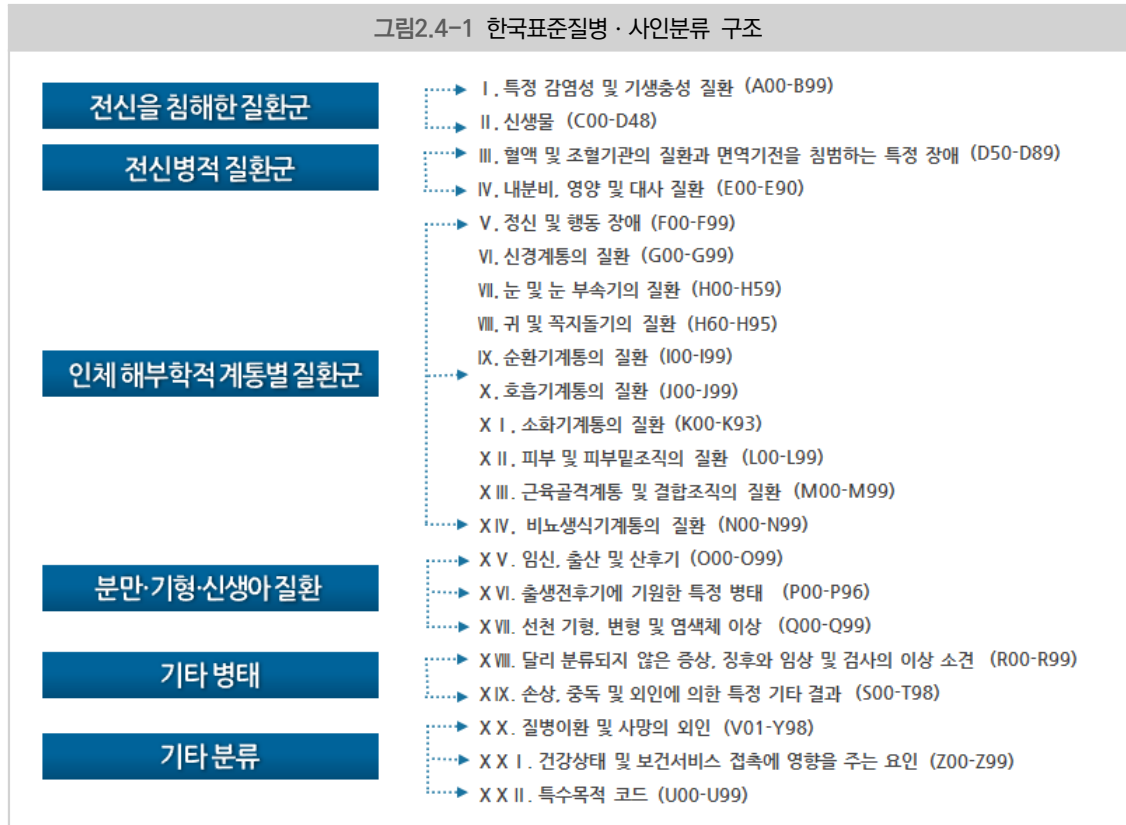 그림2.4-1 한국표준질병 · 사인분류 구조
전신을 침해한 질환군
Ⅰ. 특정 감염성 및 기생충성 질환 (A00-B99)
Ⅱ. 신생물 (C00-D48)
전신병적 질환군
Ⅲ. 혈액 및 조혈기관의 질환과 면역기전을 침범하는 특정 장애 (D50-D89)
Ⅳ. 내분비, 영양 및 대사 질환 (E00-E90)
인체 해부학적 계통별 질환군
Ⅴ. 정신 및 행동 장애 (F00-F99)
Ⅵ. 신경계통의 질환 (G00-G99)
Ⅶ. 눈 및 눈 부속기의 질환 (H00-H59)
Ⅷ. 귀 및 꼭지돌기의 질환 (H60-H95)
Ⅸ. 순환기계통의 질환 (I00-I99)
Ⅹ. 호흡기계통의 질환 (J00-J99)
ⅩⅠ. 소화기계통의 질환 (K00-K93)
ⅩⅡ. 피부 및 피부밑조직의 질환 (L00-L99)
ⅩⅢ. 근육골격계통 및 결합조직의 질환 (M00-M99)
ⅩⅣ. 비뇨생식기계통의 질환 (N00-N99)
분만·기형·신생아 질환
ⅩⅤ. 임신, 출산 및 산후기 (O00-O99)
ⅩⅥ. 출생전후기에 기원한 특정 병태 (P00-P96)
ⅩⅦ. 선천 기형, 변형 및 염색체 이상 (Q00-Q99)
기타 병태
ⅩⅧ. 달리 분류되지 않은 증상, 징후와 임상 및 검사의 이상 소견 (R00-R99)
ⅩⅨ. 손상, 중독 및 외인에 의한 특정 기타 결과 (S00-T98)
기타 분류
ⅩⅩ. 질병이환 및 사망의 외인 (V01-Y98)
ⅩⅩⅠ. 건강상태 및 보건서비스 접촉에 영향을 주는 요인 (Z00-Z99)
ⅩⅩⅡ. 특수목적 코드 (U00-U99)